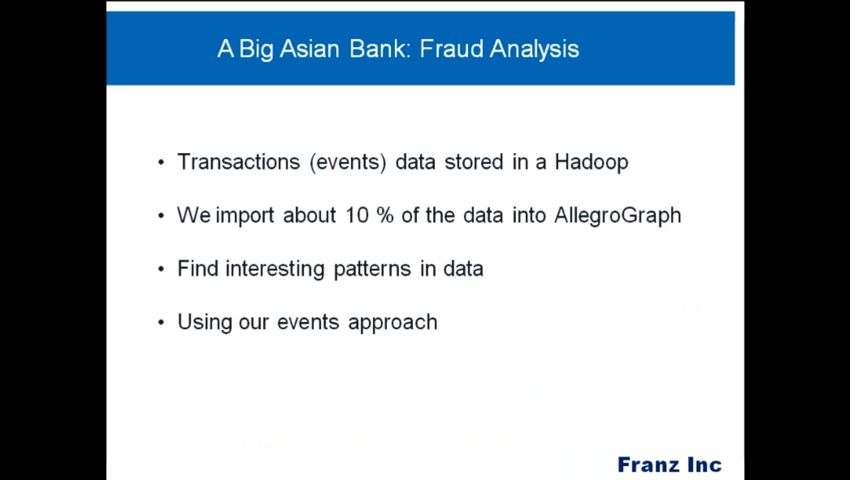 A Big Asian Bank: Fraud Analysis
• Transactions (events) data stored in a Hadoop
• We import about 10 % of the data into AllegroGraph
• Find interesting patterns in data
• Using our events approach
Franz Inc